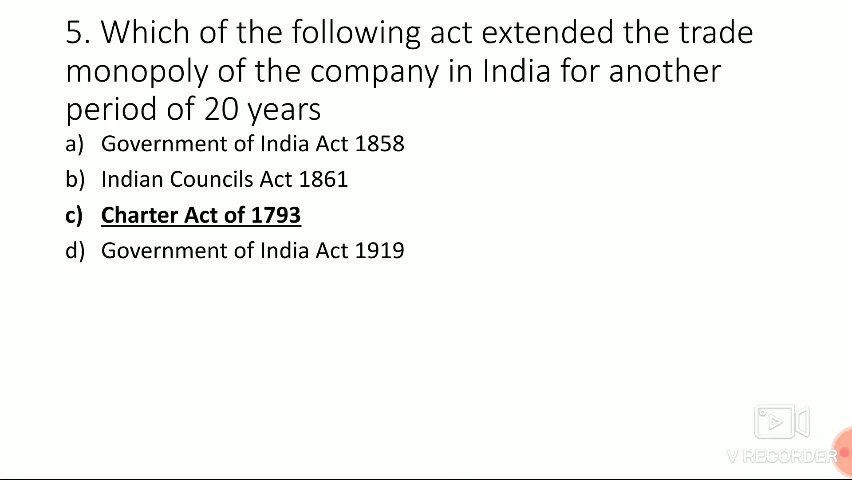 5. Which of the following act extended the trade
monopoly of the company in India for another
period of 20 years
a) Government of India Act 1858
b) Indian Councils Act 1861
c) Charter Act of 1793
d) Government of India Act 1919
V RECORDER